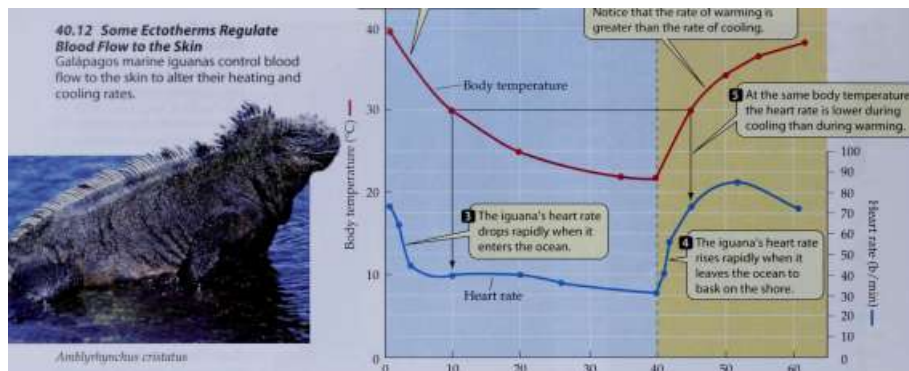 40.12 Some Ectotherms Regulate
Blood Flow to the Skin
Galápagos marine iguanas control blood
flow to the skin to alter their heating and
cooling rates.
Amblyrhynchus cristatus
Body temperature (°C)
40
30
20
10
0
Notice that the rate of warming is
greater than the rate of cooling.
Body temperature
5 At the same body temperature
the heart rate is lower during
cooling than during warming.
3 The iguana's heart rate
drops rapidly when it
enters the ocean.
4 The iguana's heart rate
rises rapidly when it
leaves the ocean to
bask on the shore.
Heart rate
100
90
80
70
60
50
40
30
20
10
0
Heart rate (b/min)
0
10
20
30
40
50
60